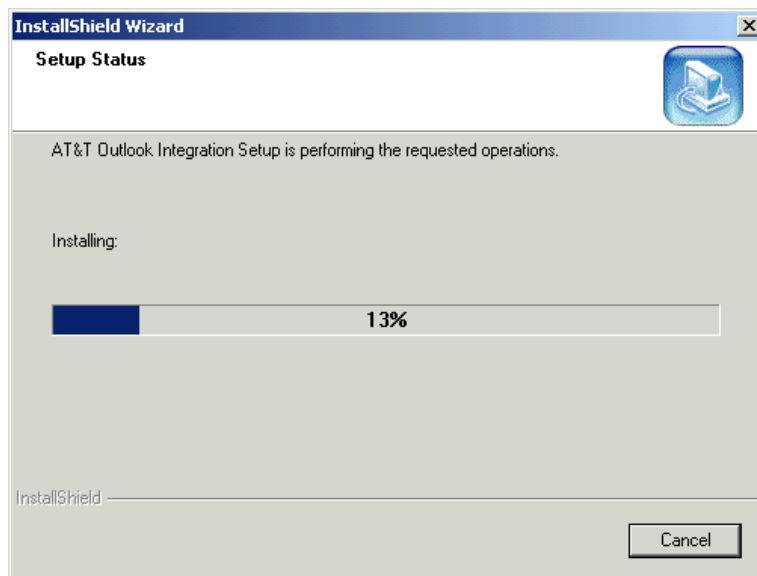 InstallShield Wizard
Setup Status
AT&T Outlook Integration Setup is performing the requested operations.
Installing:
13%
InstallShield
Cancel